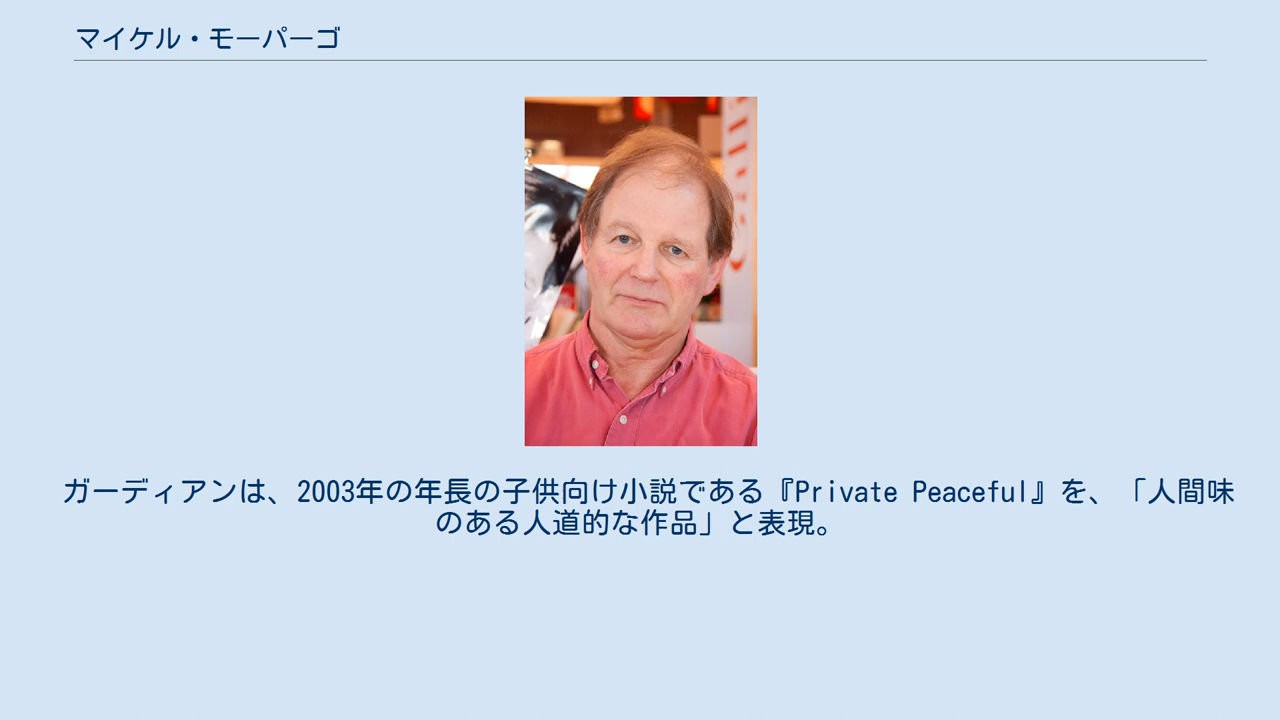 マイケル・モーパーゴ
ガーディアンは、2003年の年長の子供向け小説である『Private Peaceful』を、「人間味
のある人道的な作品」と表現。